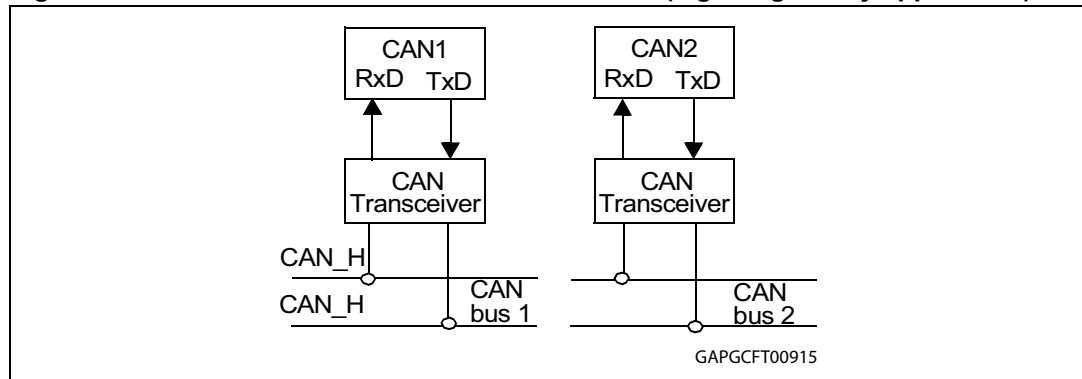 CAN1
RxD TxD
CAN2
RxD TxD
CAN
Transceiver
CAN
Transceiver
CAN_H
CAN_H
CAN
bus 1
CAN
bus 2
GAPGCFT00915